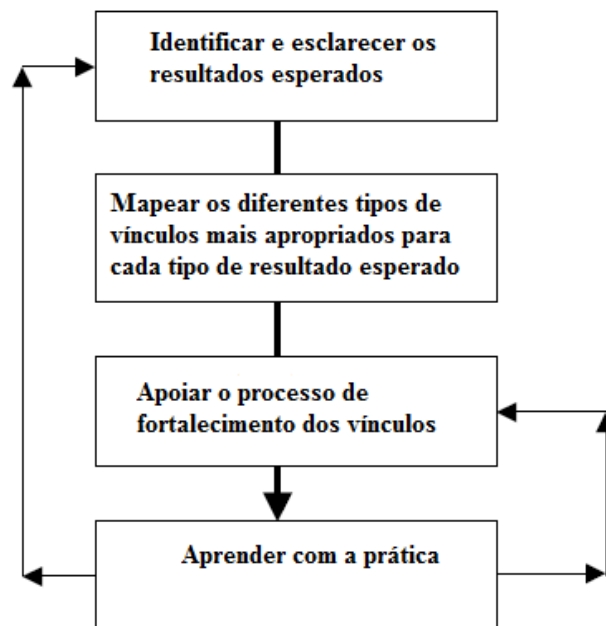 Identificar e esclarecer os
resultados esperados
Mapear os diferentes tipos de
vínculos mais apropriados para
cada tipo de resultado esperado
Apoiar o processo de
fortalecimento dos vínculos
Aprender com a prática